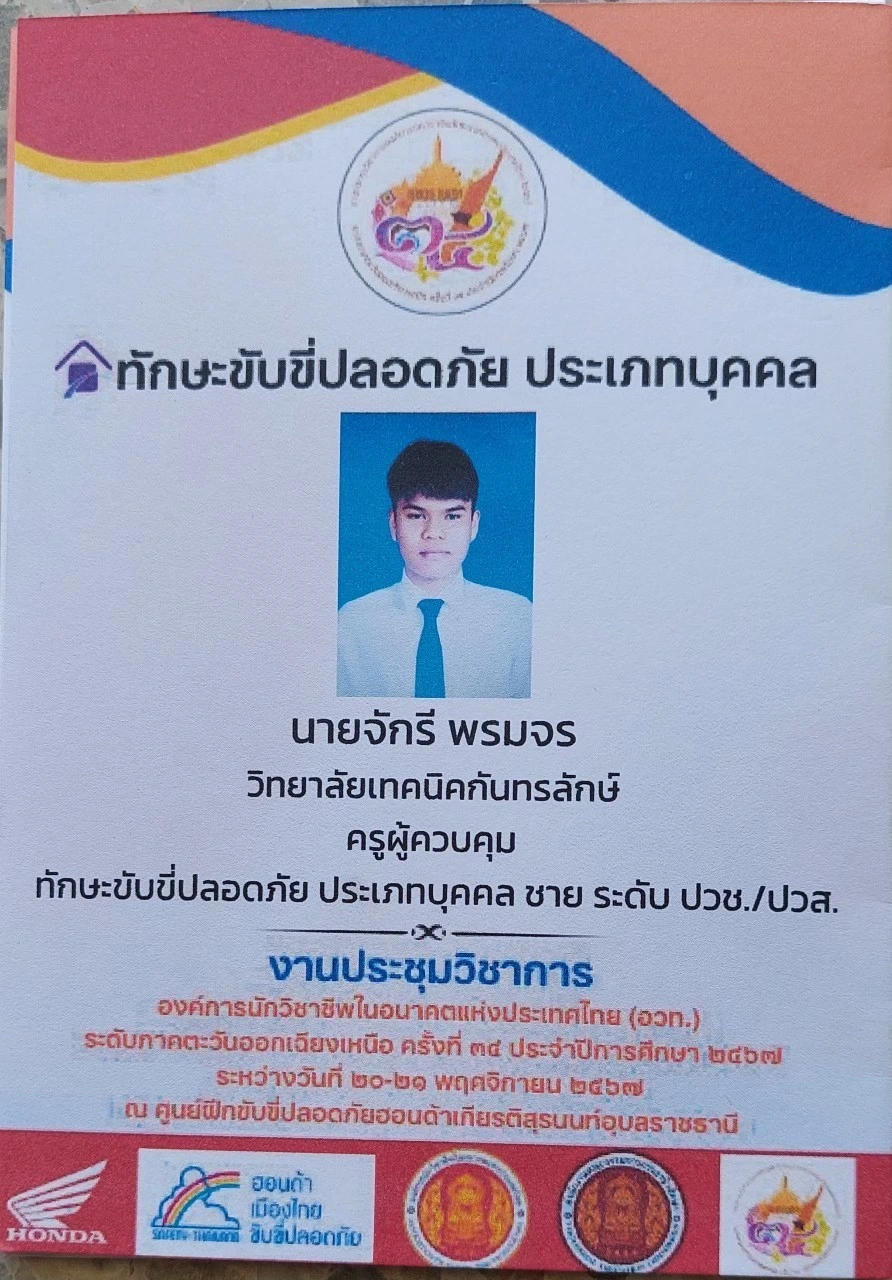 ทักษะขับขี่ปลอดภัย ประเภทบุคคล
นายจักรี พรมจร
วิทยาลัยเทคนิคกันทรลักษ์
ครูผู้ควบคุม
ทักษะขับขี่ปลอดภัย ประเภทบุคคล ชาย ระดับ ปวช./ปวส.
งานประชุมวิชาการ
องค์การนักวิชาชีพในอนาคตแห่งประเทศไทย (อวท.)
ระดับภาคตะวันออกเฉียงเหนือ ครั้งที่ ๓๔ ประจำปีการศึกษา ๒๕๖๗
ระหว่างวันที่ ๒๐-๒๑ พฤศจิกายน ๒๕๖๗
ณ ศูนย์ฝึกขับขี่ปลอดภัยฮอนด้าเกียรติสุรนนท์อุบลราชธานี
HONDA
SAFETY THAILAND
ฮอนด้า
เมืองไทย
ขับขี่ปลอดภัย